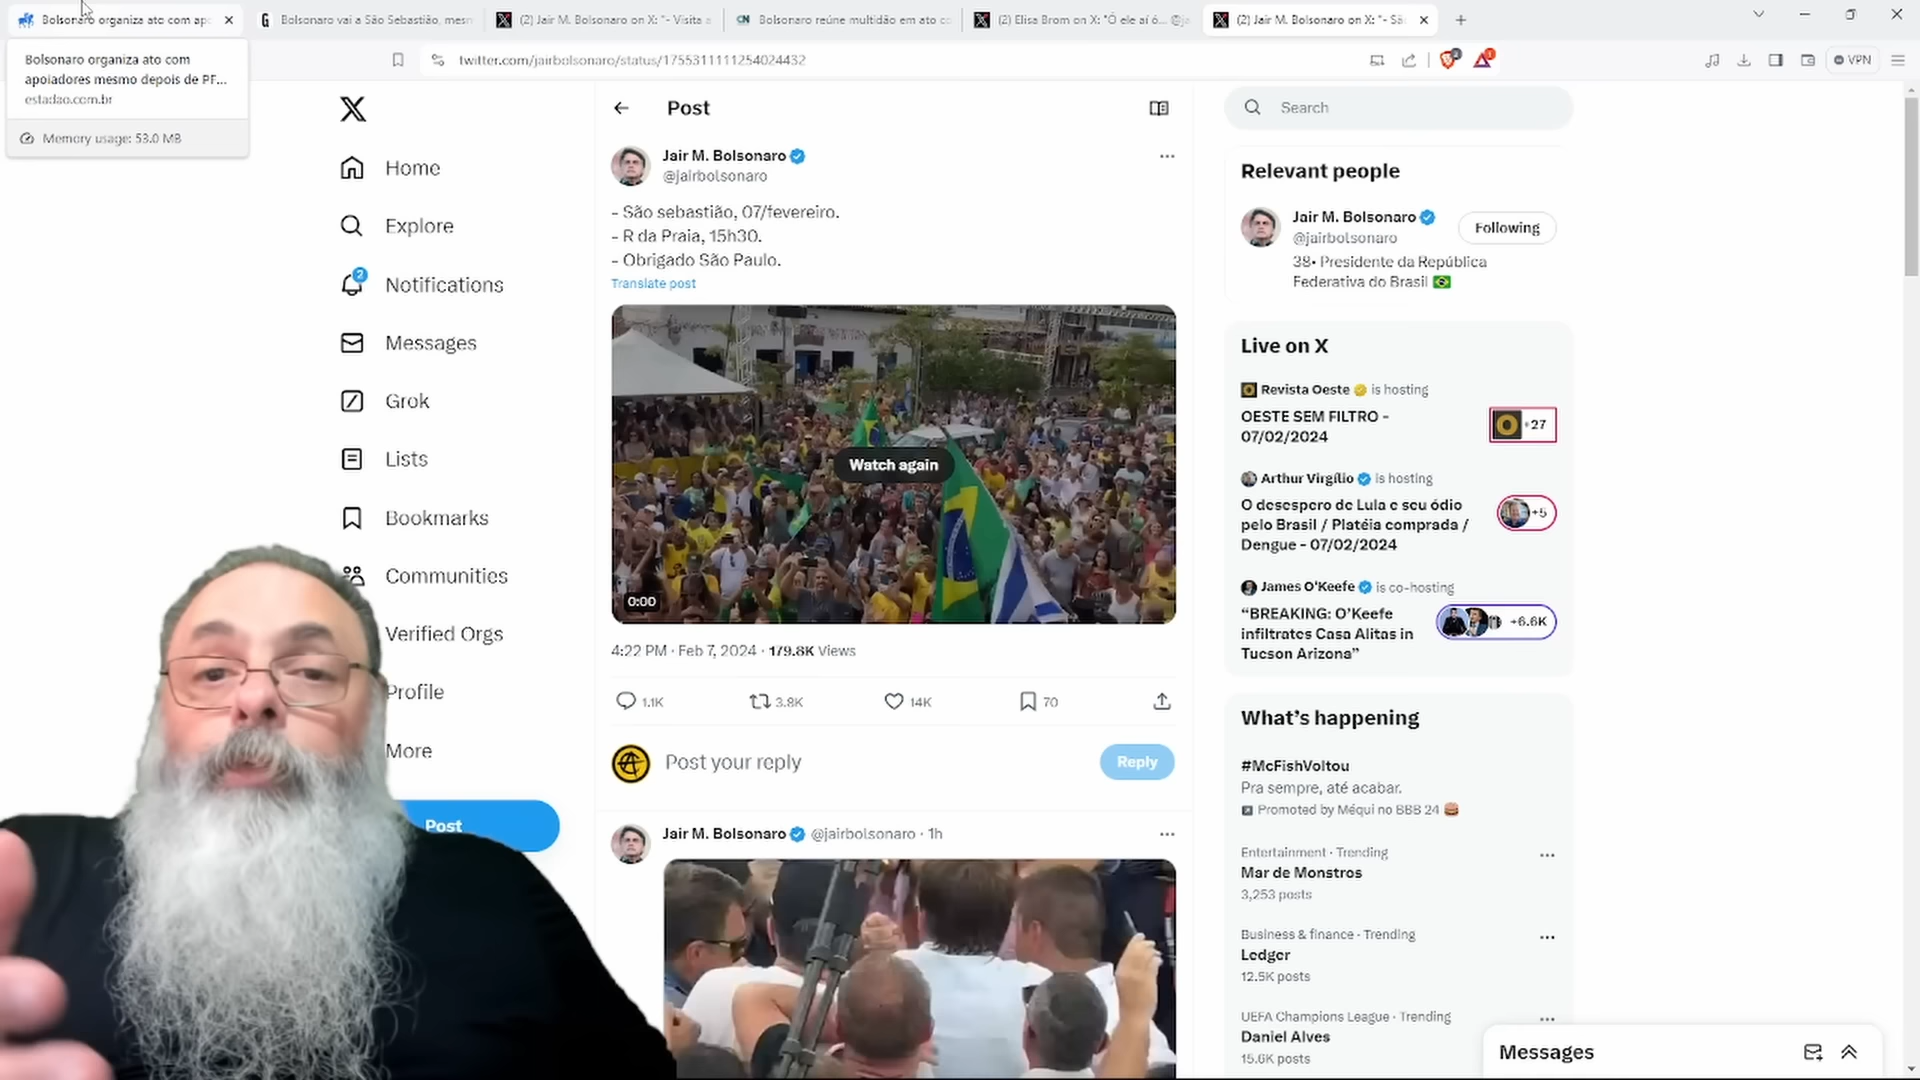 Bolsonaro organiza ato com apo
Bolsonaro vai a São Sebastião, mesm
(2) Jair M. Bolsonaro on X: "- Visita a
Bolsonaro reúne multidão em ato co
(2) Elisa Brom on X: "Ó ele aí ó... @ja
(2) Jair M. Bolsonaro on X: "- Sã
twitter.com/jairbolsonaro/status/1755311111254024432
VPN
Bolsonaro organiza ato com
apoiadores mesmo depois de PF...
estadao.com.br
Memory usage: 53.0 MB
Home
Explore
2
Notifications
Messages
Grok
Lists
Bookmarks
Communities
Verified Orgs
Profile
More
Post
Post
Jair M. Bolsonaro
@jairbolsonaro
- São sebastião, 07/fevereiro.
- R da Praia, 15h30.
- Obrigado São Paulo.
Translate post
Watch again
0:00
4:22 PM · Feb 7, 2024 · 179.8K Views
1.1K
3.8K
14K
70
Post your reply
Reply
Jair M. Bolsonaro @jairbolsonaro · 1h
Search
Relevant people
Jair M. Bolsonaro
@jairbolsonaro
Following
38• Presidente da República
Federativa do Brasil
Live on X
Revista Oeste is hosting
OESTE SEM FILTRO -
07/02/2024
+27
Arthur Virgílio is hosting
O desespero de Lula e seu ódio
pelo Brasil / Platéia comprada /
Dengue - 07/02/2024
+5
James O'Keefe is co-hosting
“BREAKING: O’Keefe
infiltrates Casa Alitas in
Tucson Arizona”
+6.6K
What’s happening
#McFishVoltou
Pra sempre, até acabar.
Promoted by Méqui no BBB 24
Entertainment · Trending
Mar de Monstros
3,253 posts
Business & finance · Trending
Ledger
12.5K posts
UEFA Champions League · Trending
Daniel Alves
15.6K posts
Messages